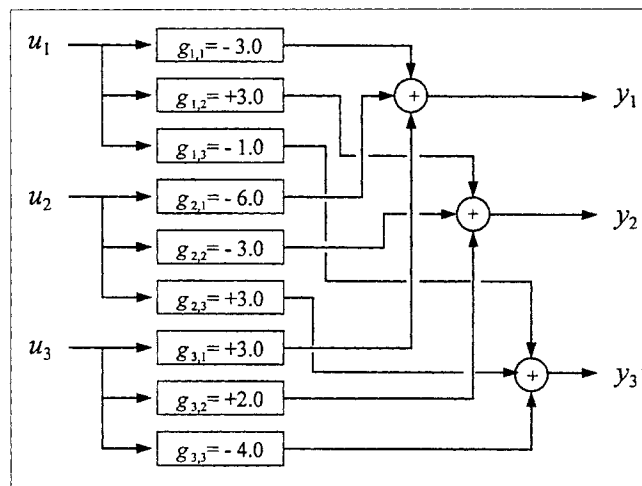 u1
g1,1= - 3.0
+
y1
g1,2= +3.0
g1,3= - 1.0
u2
g2,1= - 6.0
+
y2
g2,2= - 3.0
g2,3= +3.0
u3
g3,1= +3.0
+
y3
g3,2= +2.0
g3,3= - 4.0